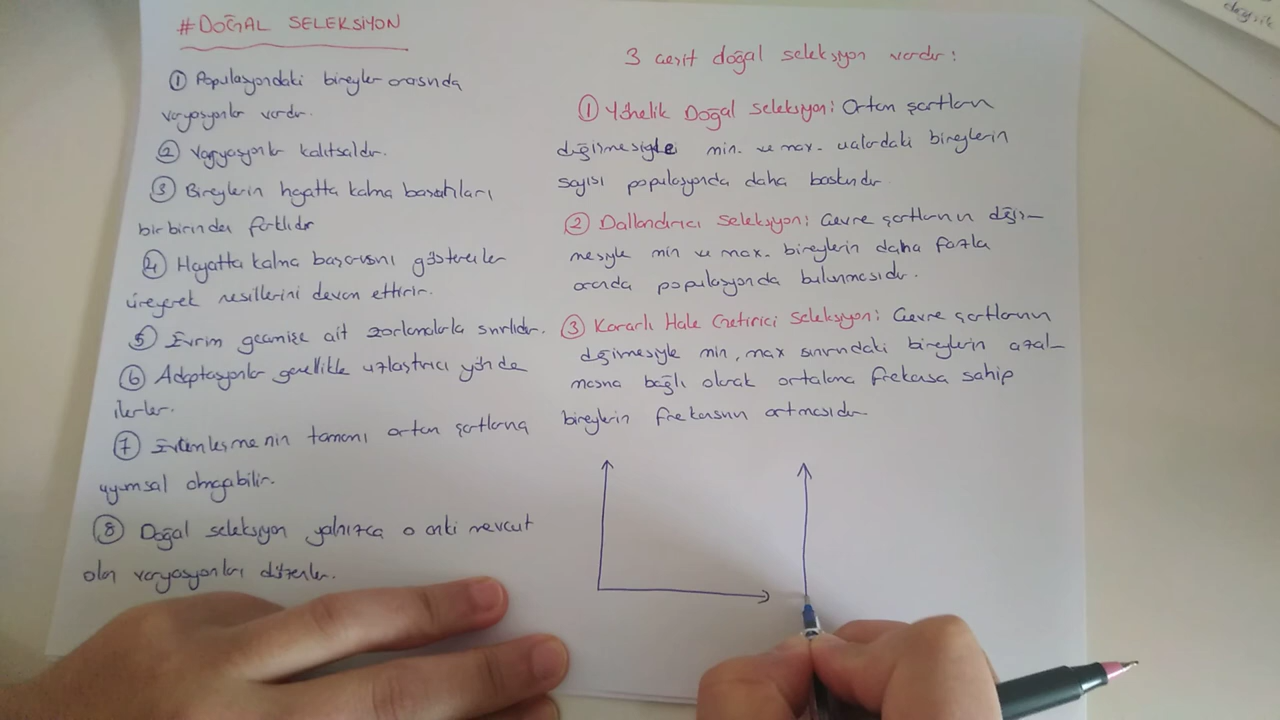 #DOĞAL SELEKSİYON
① Populasyondaki bireyler arasında
varyasyonlar vardır.
② Varyasyonlar kalıtsaldır.
③ Bireylerin hayatta kalma başarıları
birbirinden farklıdır
④ Hayatta kalma başarısını gösterenler
üreyerek nesillerini devam ettirir.
⑤ Evrim geçmişe ait zorlamalarla sınırlıdır.
⑥ Adaptasyonlar genellikle uzlaştırıcı yönde
ilerler.
⑦ Evrimleşmenin tamamı ortam şartlarına
uyumsal olmayabilir.
⑧ Doğal seleksiyon yalnızca o anki mevcut
olan varyasyonları düzenler.
3 çeşit doğal seleksiyon vardır:
① Yönelik Doğal Seleksiyon: Ortam şartların
değişmesiyle min. ve max. uçlardaki bireylerin
sayısı populasyonda daha baskındır
② Dallandırıcı Seleksiyon: Çevre şartlarının değiş-
mesiyle min ve max. bireylerin daha fazla
oranda populasyonda bulunmasıdır.
③ Kararlı Hale Getirici Seleksiyon: Çevre şartlarının
değişmesiyle min, max sınırındaki bireylerin azal-
masına bağlı olarak ortalama frekansa sahip
bireylerin frekansının artmasıdır